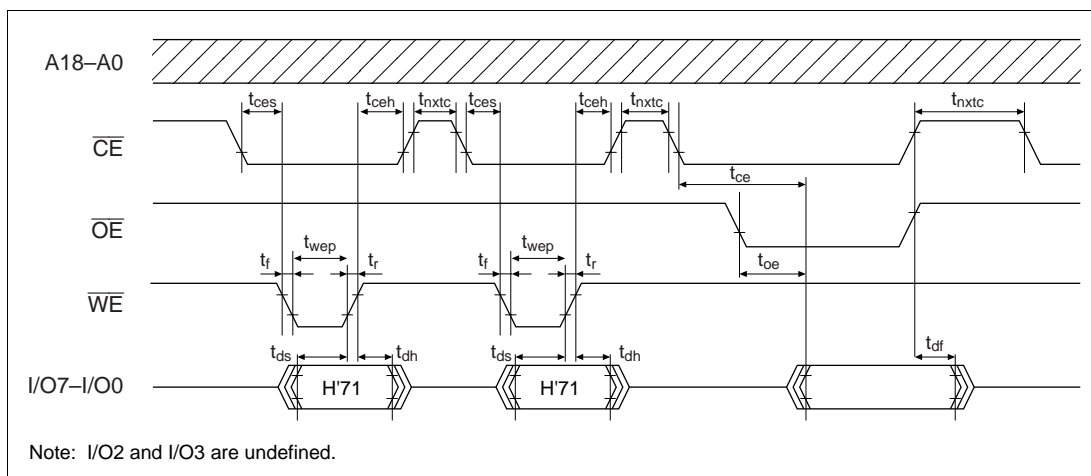 A18–A0
tces tceh tnxtc tces tceh tnxtc tnxtc
CE
tce
OE
twep twep toe
tf tr tf tr
WE
tds tdh tds tdh tdf
I/O7–I/O0 H'71 H'71
Note: I/O2 and I/O3 are undefined.